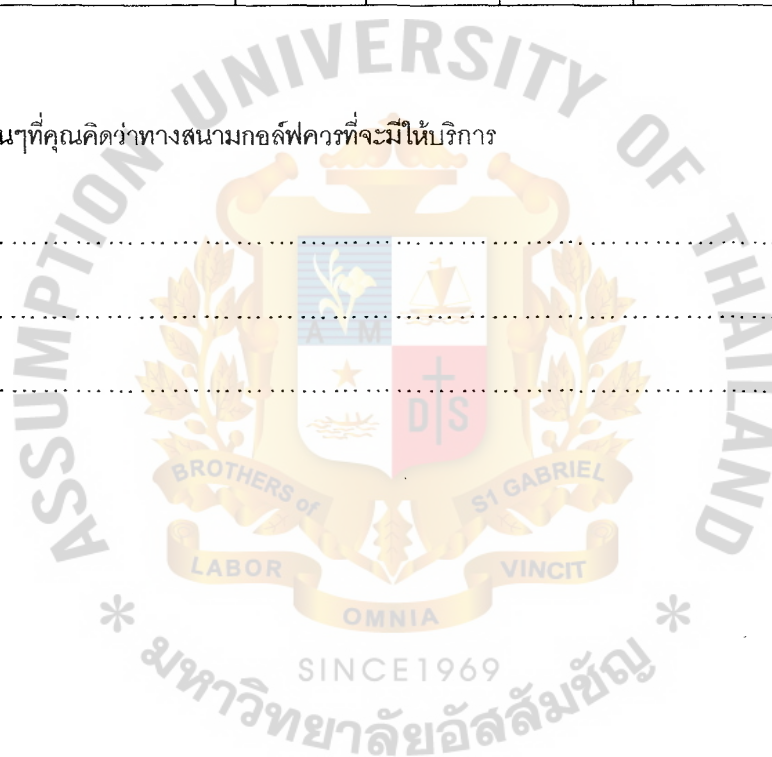 UNIVERSITY OF THAILAND
นๆที่คุณคิดว่าทางสนามกอล์ฟควรที่จะมีให้บริการ
ASSUMPTION
A M
D S
BROTHERS of
S1 GABRIEL
LABOR
VINCIT
OMNIA
SINCE1969
มหาวิทยาลัยอัสสัมชัญ